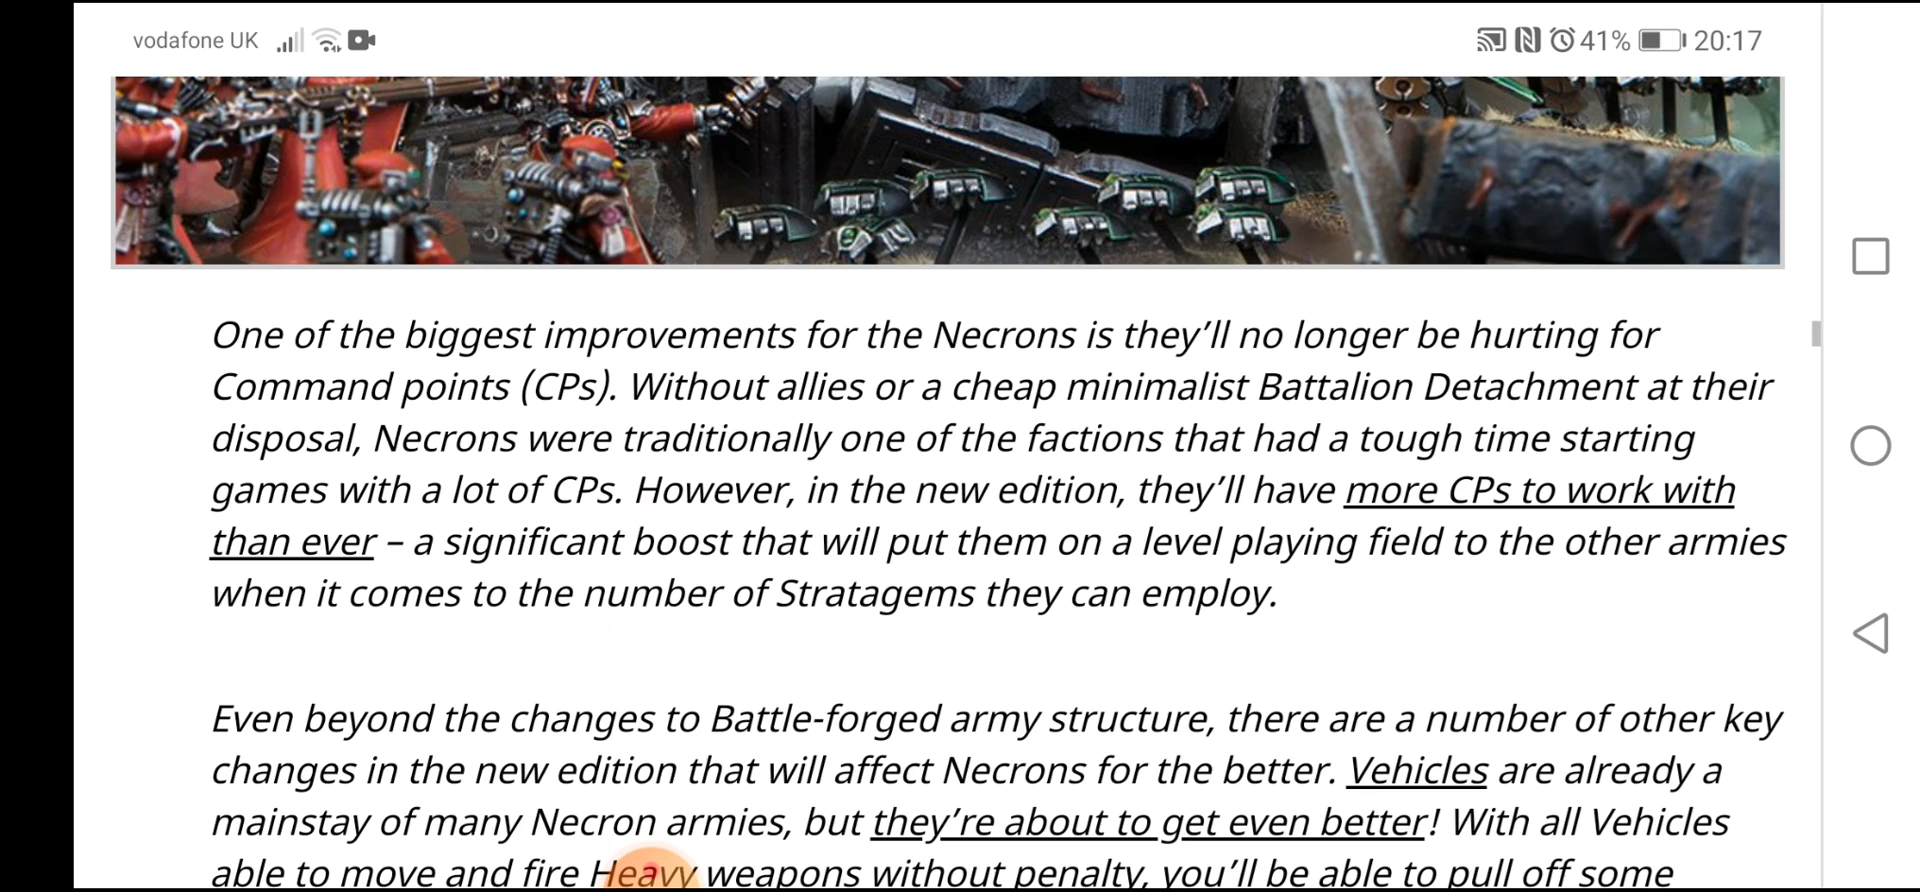 vodafone UK 41% 20:17
One of the biggest improvements for the Necrons is they’ll no longer be hurting for
Command points (CPs). Without allies or a cheap minimalist Battalion Detachment at their
disposal, Necrons were traditionally one of the factions that had a tough time starting
games with a lot of CPs. However, in the new edition, they’ll have more CPs to work with
than ever – a significant boost that will put them on a level playing field to the other armies
when it comes to the number of Stratagems they can employ.
Even beyond the changes to Battle-forged army structure, there are a number of other key
changes in the new edition that will affect Necrons for the better. Vehicles are already a
mainstay of many Necron armies, but they’re about to get even better! With all Vehicles
able to move and fire Heavy weapons without penalty, you’ll be able to pull off some